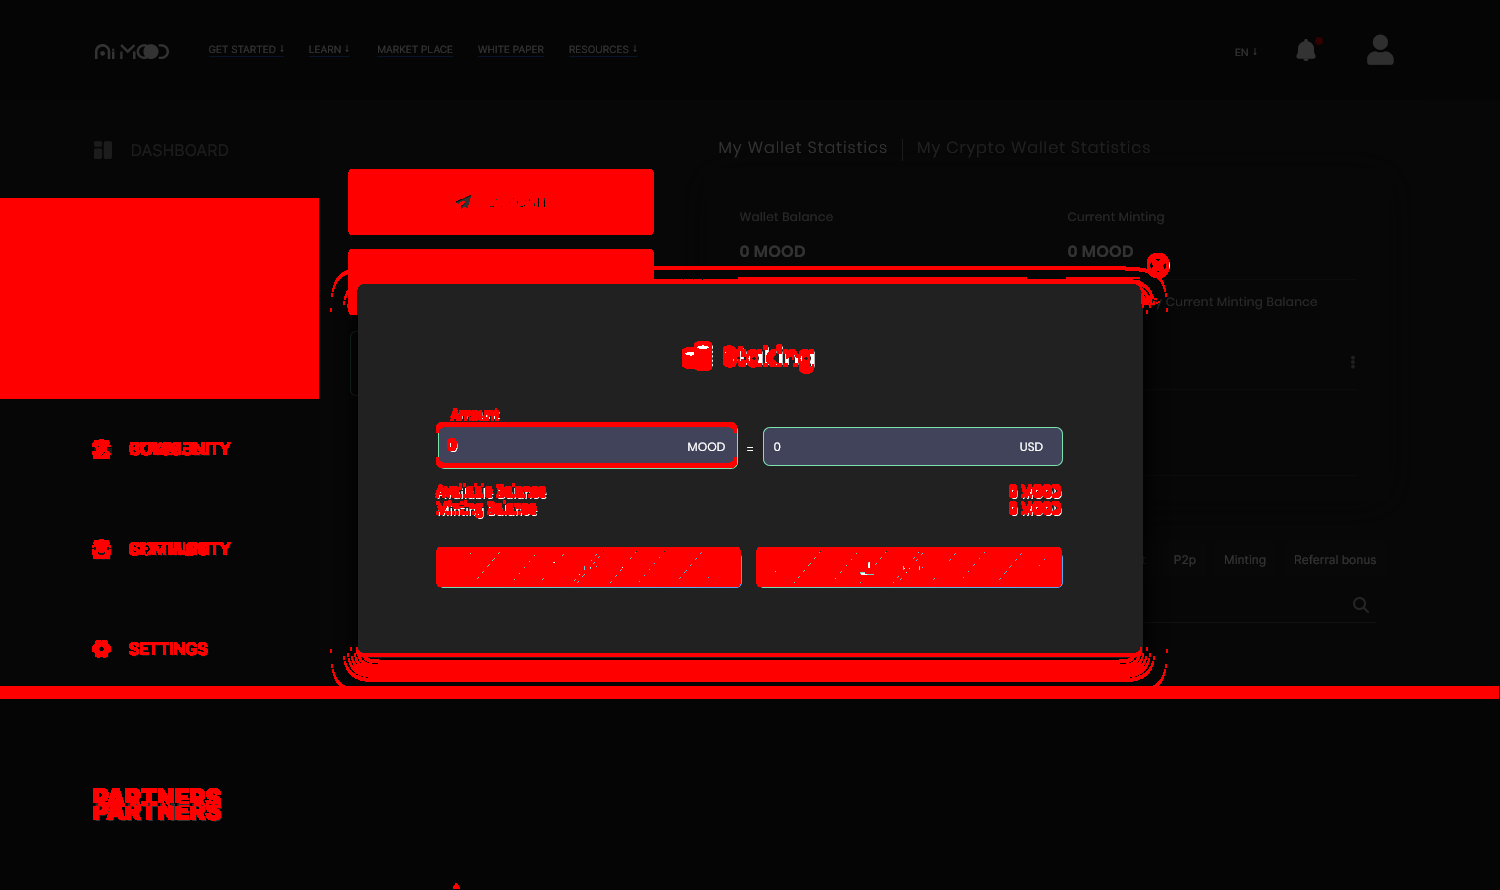 Ai MOOD
GET STARTED
LEARN
MARKET PLACE
WHITE PAPER
RESOURCES
EN
DASHBOARD
My Wallet Statistics
My Crypto Wallet Statistics
Wallet Balance
Current Minting
0 MOOD
0 MOOD
Current Minting Balance
Staking
Amount
0
MOOD
=
0
USD
Available Balance
0 MOOD
Minting Balance
0 MOOD
P2p
Minting
Referral bonus
SETTINGS
PARTNERS
PARTNERS